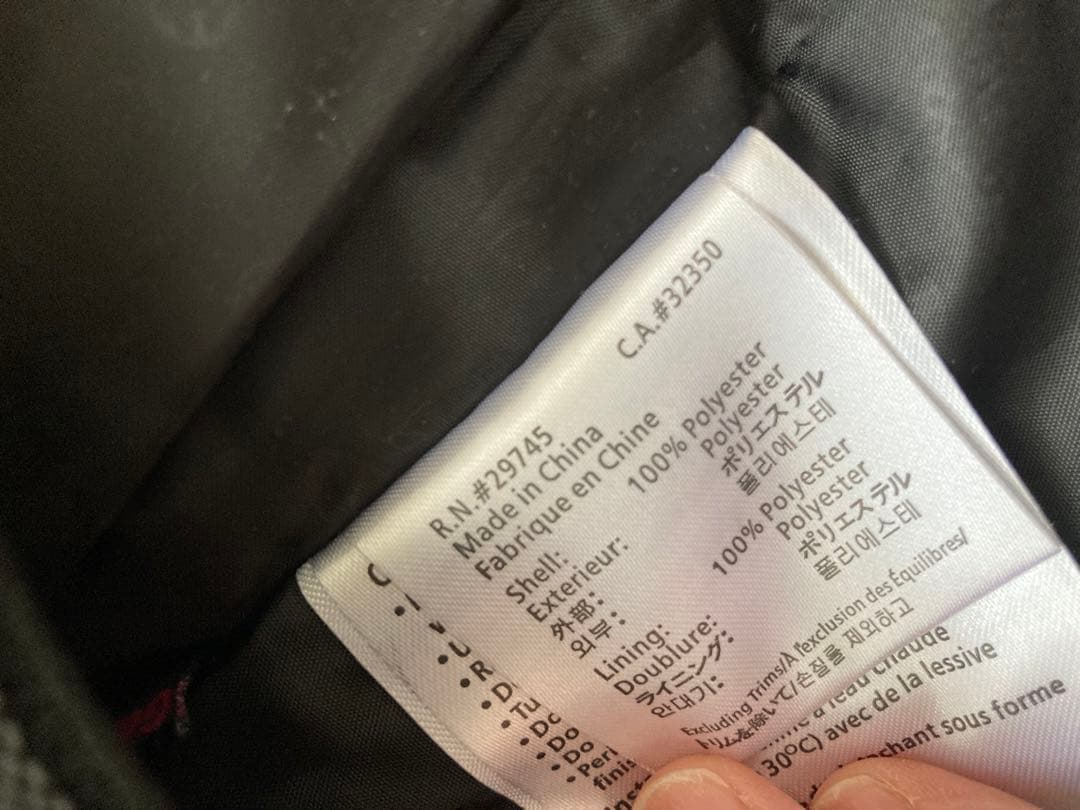 R.N.#29745 C.A.#32350
Made in China
Fabrique en Chine
Shell: 100% Polyester
Exterieur: Polyester
外部: ポリエステル
외부: 폴리에스테
Lining: 100% Polyester
Doublure: Polyester
ライニング: ポリエステル
안대기: 폴리에스테
Excluding Trims/À l'exclusion des Équilibres/
トリムを除いて/손질을 제외하고
à l'eau chaude
30°C) avec de la lessive
sous forme